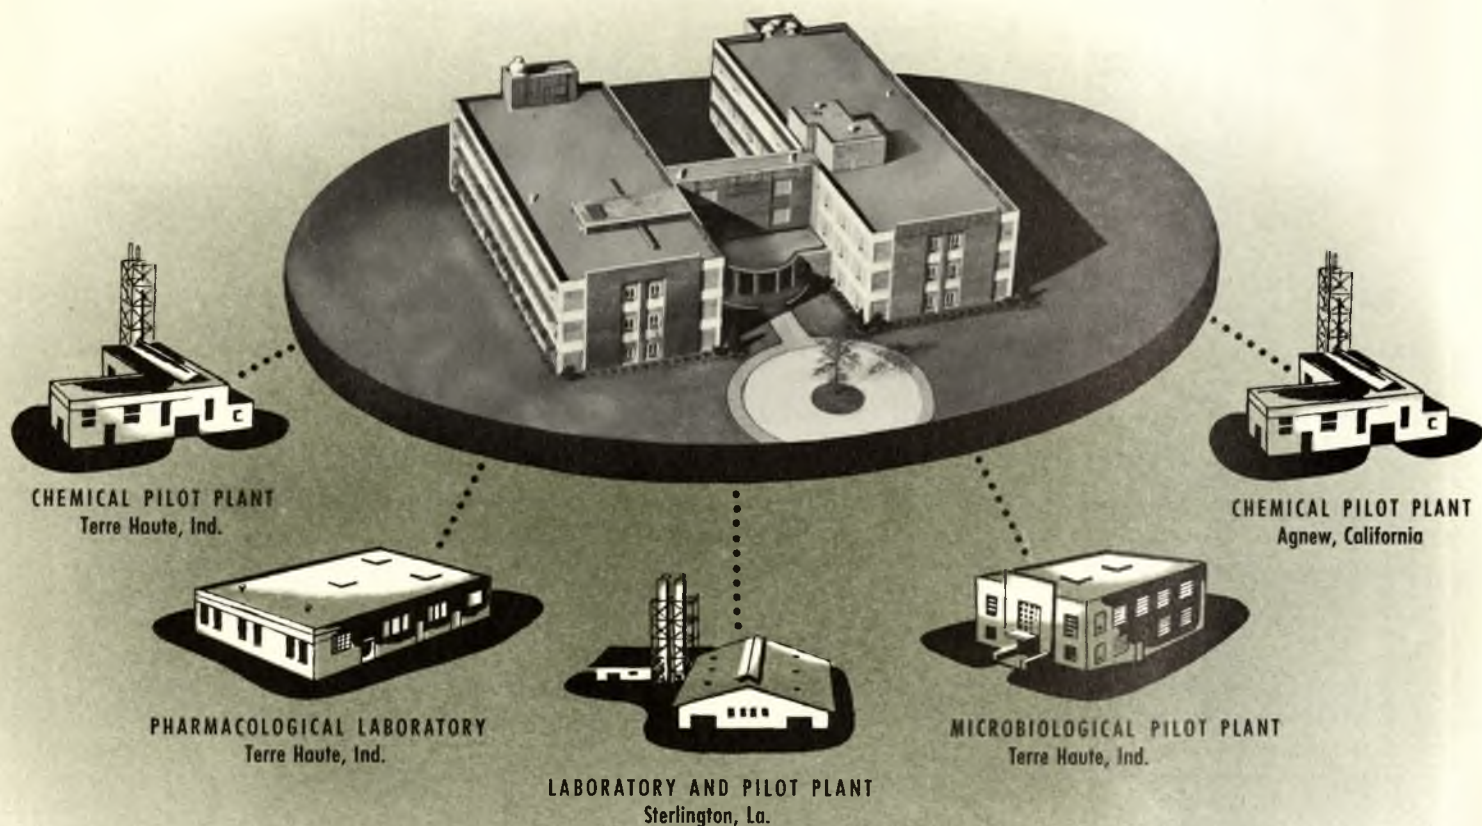 CHEMICAL PILOT PLANT
Terre Haute, Ind.
CHEMICAL PILOT PLANT
Agnew, California
PHARMACOLOGICAL LABORATORY
Terre Haute, Ind.
MICROBIOLOGICAL PILOT PLANT
Terre Haute, Ind.
LABORATORY AND PILOT PLANT
Sterlington, La.